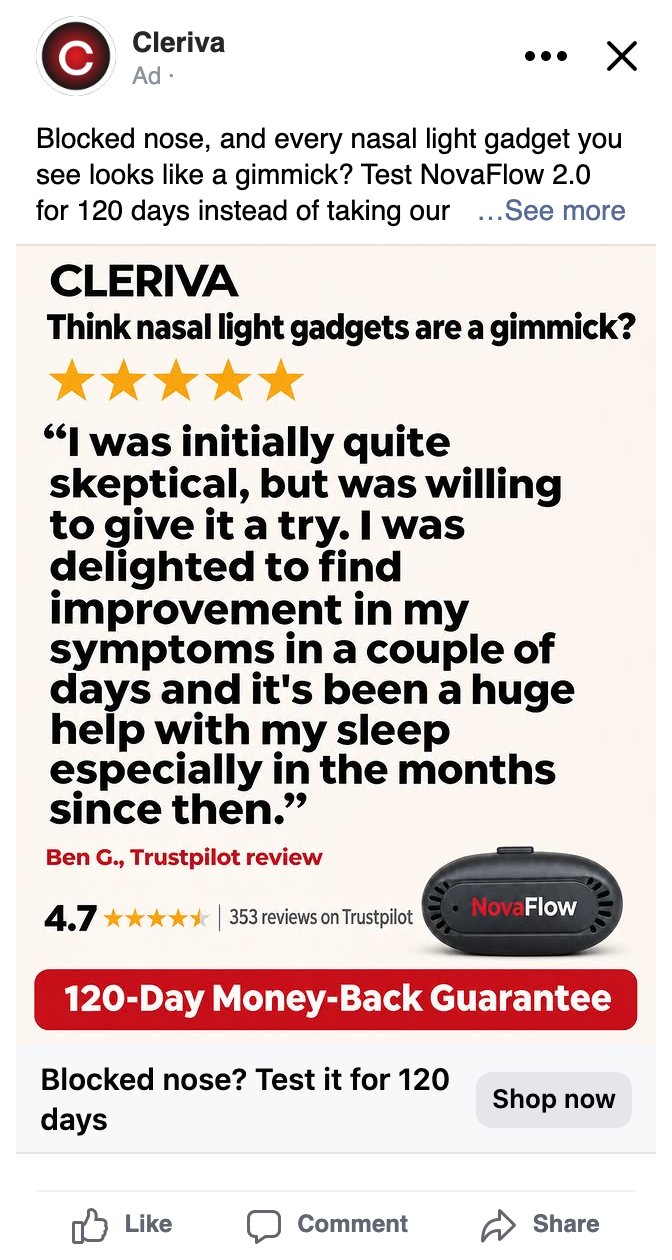 C
Cleriva
Ad ·
Blocked nose, and every nasal light gadget you
see looks like a gimmick? Test NovaFlow 2.0
for 120 days instead of taking our ...See more
CLERIVA
Think nasal light gadgets are a gimmick?
“I was initially quite
skeptical, but was willing
to give it a try. I was
delighted to find
improvement in my
symptoms in a couple of
days and it's been a huge
help with my sleep
especially in the months
since then.”
Ben G., Trustpilot review
4.7 | 353 reviews on Trustpilot
NovaFlow
120-Day Money-Back Guarantee
Blocked nose? Test it for 120
days
Shop now
Like Comment Share